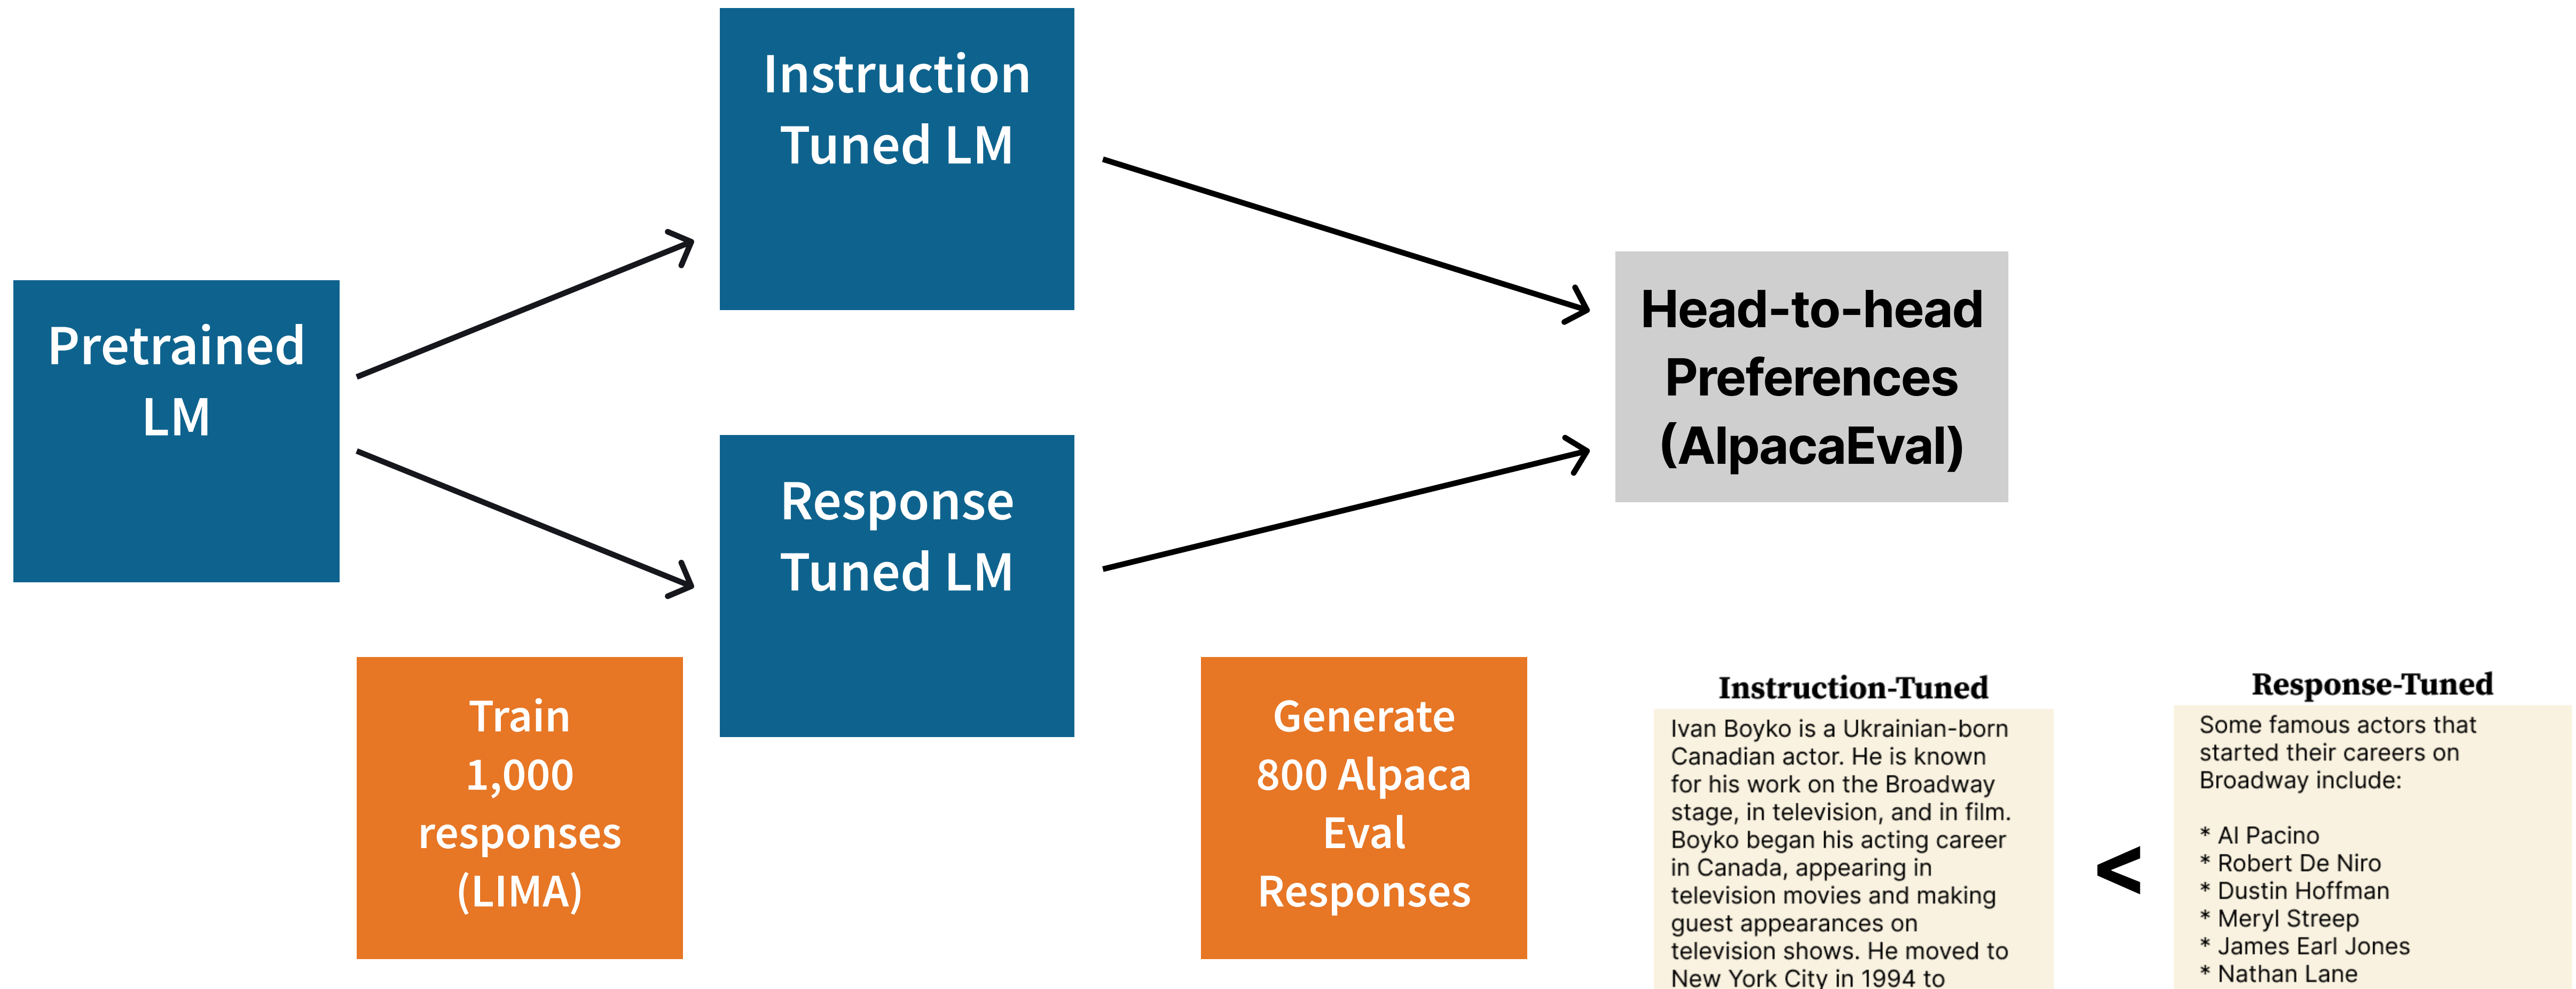 Pretrained
LM
Instruction
Tuned LM
Response
Tuned LM
Train
1,000
responses
(LIMA)
Generate
800 Alpaca
Eval
Responses
Head-to-head
Preferences
(AlpacaEval)
Instruction-Tuned
Ivan Boyko is a Ukrainian-born
Canadian actor. He is known
for his work on the Broadway
stage, in television, and in film.
Boyko began his acting career
in Canada, appearing in
television movies and making
guest appearances on
television shows. He moved to
New York City in 1994 to
<
Response-Tuned
Some famous actors that
started their careers on
Broadway include:
* Al Pacino
* Robert De Niro
* Dustin Hoffman
* Meryl Streep
* James Earl Jones
* Nathan Lane